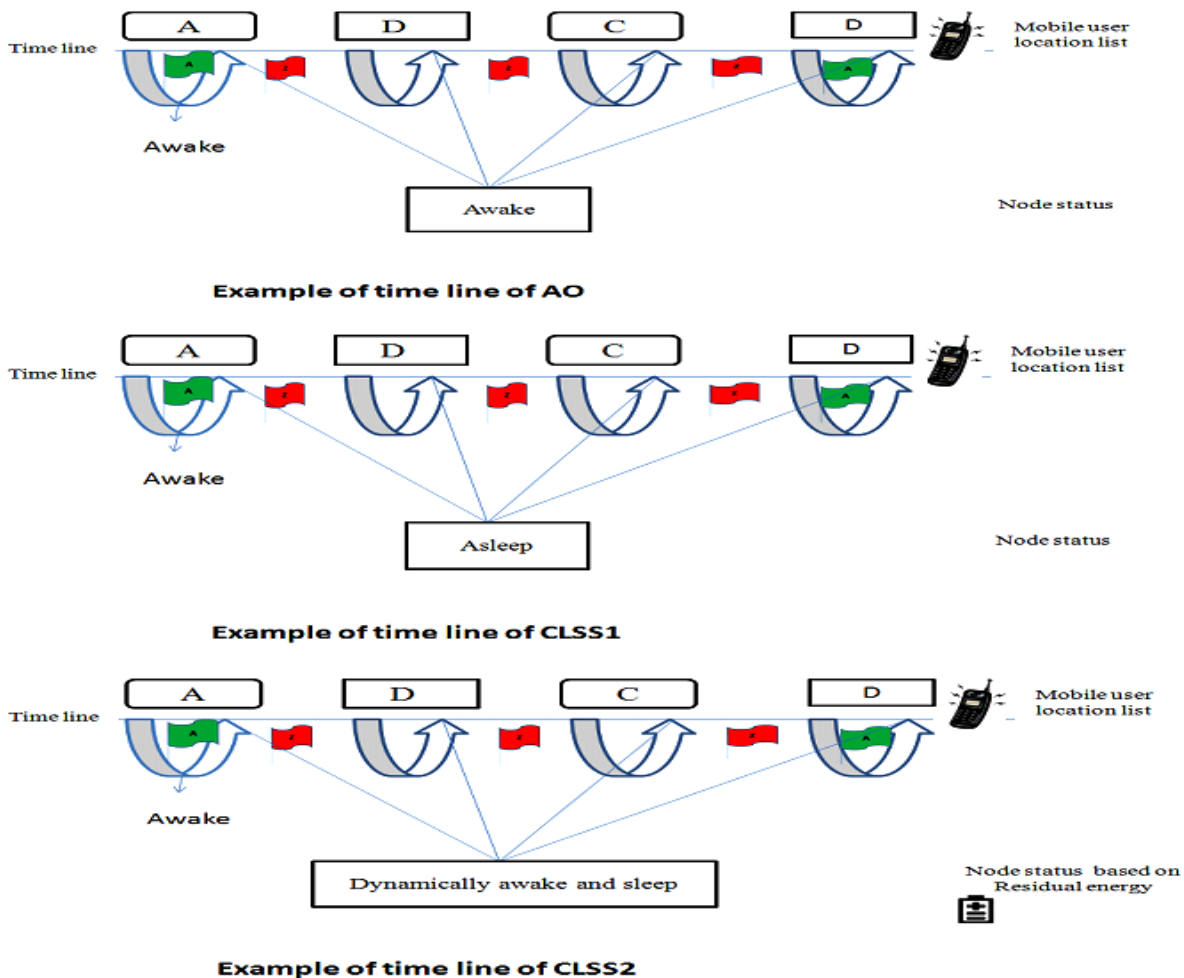 A D C D
Time line
Mobile user
location list
A z z z A
Awake
Awake
Node status
Example of time line of AO
A D C D
Time line
Mobile user
location list
A z z z A
Awake
Asleep
Node status
Example of time line of CLSS1
A D C D
Time line
Mobile user
location list
A z z z A
Awake
Dynamically awake and sleep
Node status based on
Residual energy
Example of time line of CLSS2